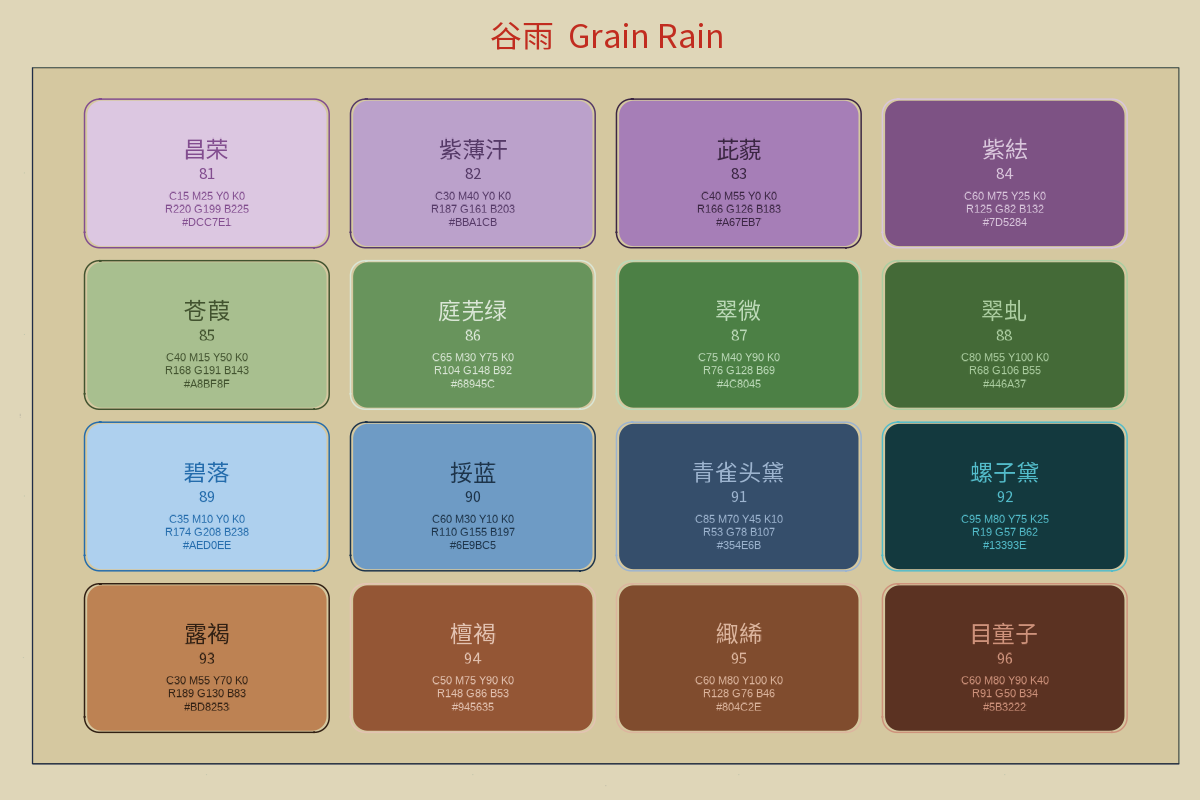 谷雨 Grain Rain
昌荣
81
C15 M25 Y0 K0
R220 G199 B225
#DCC7E1
紫薄汗
82
C30 M40 Y0 K0
R187 G161 B203
#BBA1CB
茈藐
83
C40 M55 Y0 K0
R166 G126 B183
#A67EB7
紫紶
84
C60 M75 Y25 K0
R125 G82 B132
#7D5284
苍葭
85
C40 M15 Y50 K0
R168 G191 B143
#A8BF8F
庭芜绿
86
C65 M30 Y75 K0
R104 G148 B92
#68945C
翠微
87
C75 M40 Y90 K0
R76 G128 B69
#4C8045
翠虬
88
C80 M55 Y100 K0
R68 G106 B55
#446A37
碧落
89
C35 M10 Y0 K0
R174 G208 B238
#AED0EE
挼蓝
90
C60 M30 Y10 K0
R110 G155 B197
#6E9BC5
青雀头黛
91
C85 M70 Y45 K10
R53 G78 B107
#354E6B
螺子黛
92
C95 M80 Y75 K25
R19 G57 B62
#13393E
露褐
93
C30 M55 Y70 K0
R189 G130 B83
#BD8253
檀褐
94
C50 M75 Y90 K0
R148 G86 B53
#945635
緅絺
95
C60 M80 Y100 K0
R128 G76 B46
#804C2E
目童子
96
C60 M80 Y90 K40
R91 G50 B34
#5B3222